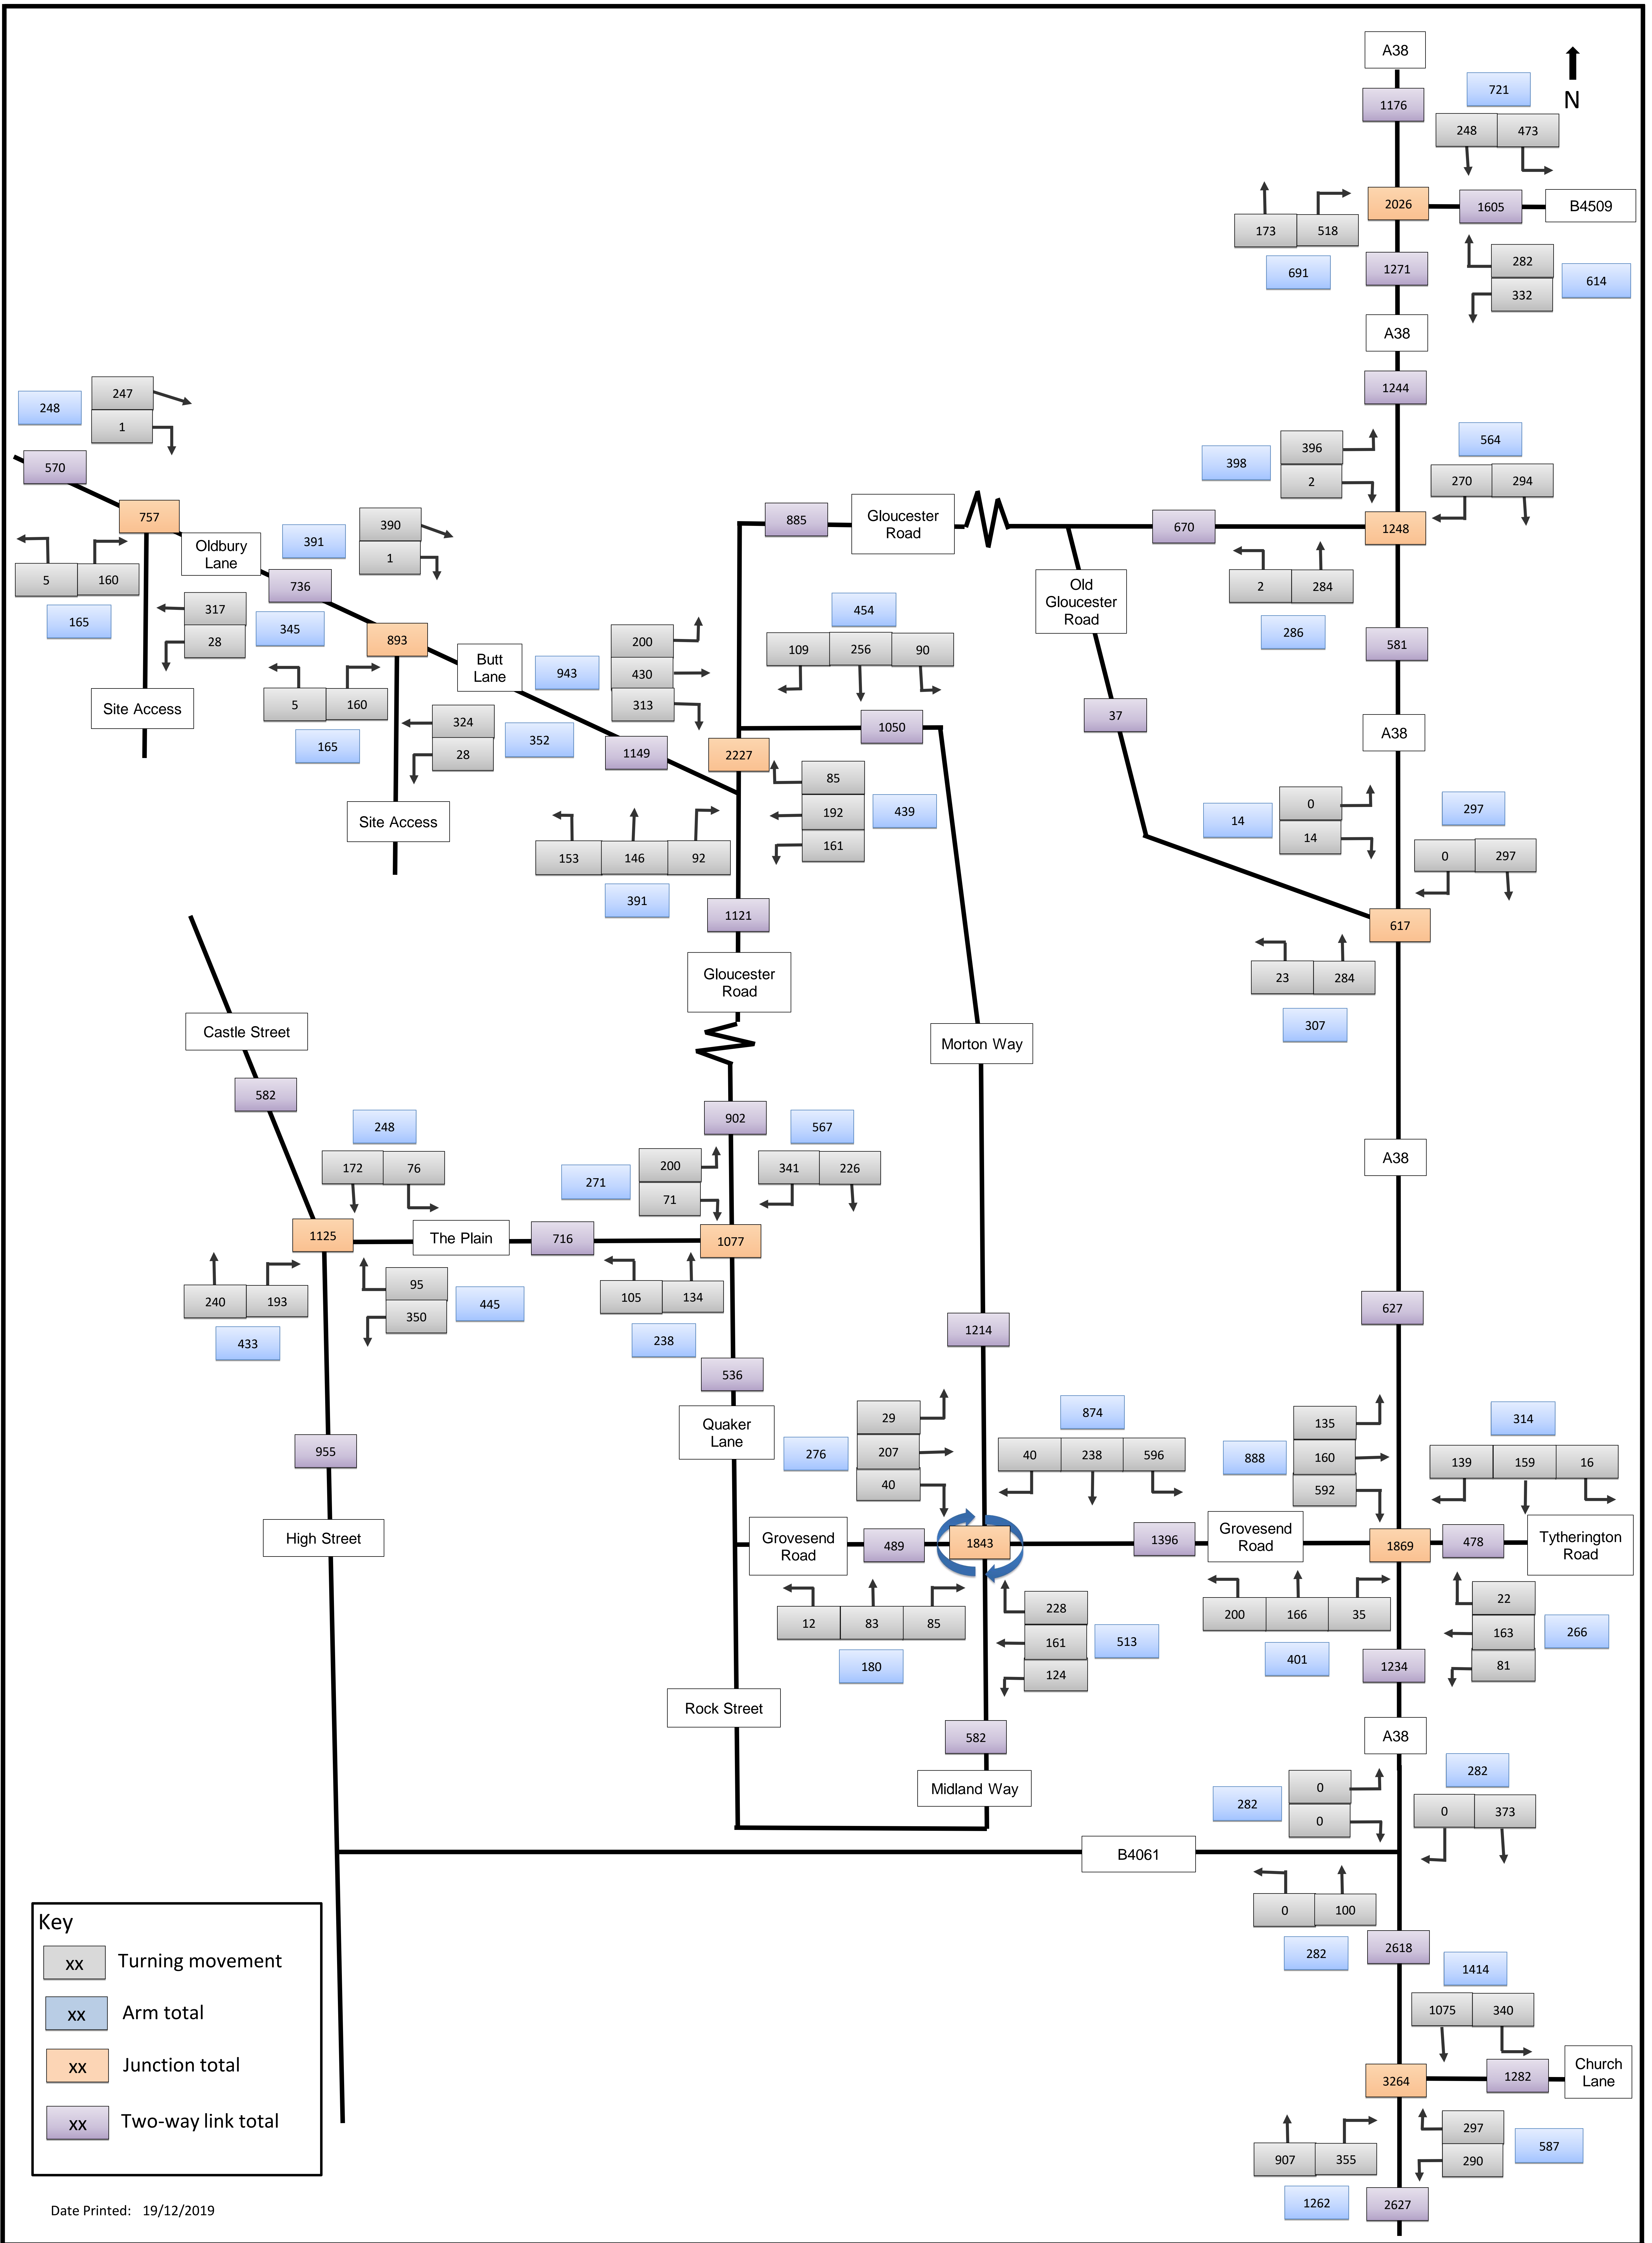 A38
1176
721
N
248 473
2026
1605
B4509
173 518
691
1271
282
332
614
A38
1244
248
247
1
570
757
Oldbury
Lane
5 160
165
317
28
345
Site Access
391
390
1
736
893
Butt
Lane
5 160
165
324
28
352
Site Access
943
200
430
313
1149
454
109 256 90
885
Gloucester
Road
1050
2227
85
192
161
439
153 146 92
391
1121
Gloucester
Road
Old
Gloucester
Road
37
670
398
396
2
564
270 294
1248
2 284
286
581
A38
14
0
14
297
0 297
617
23 284
307
Castle Street
582
248
172 76
1125
The Plain
716
240 193
433
95
350
445
902
567
271
200
71
341 226
1077
105 134
238
536
Quaker
Lane
955
High Street
Morton Way
1214
A38
627
276
29
207
40
874
40 238 596
Grovesend
Road
489
1843
1396
Grovesend
Road
12 83 85
180
228
161
124
513
888
135
160
592
314
139 159 16
1869
478
Tytherington
Road
200 166 35
401
22
163
81
266
1234
A38
Rock Street
582
Midland Way
282
0
0
282
0 373
B4061
0 100
282
2618
1414
1075 340
3264
1282
Church
Lane
907 355
1262
297
290
587
2627
Key
xx Turning movement
xx Arm total
xx Junction total
xx Two-way link total
Date Printed: 19/12/2019